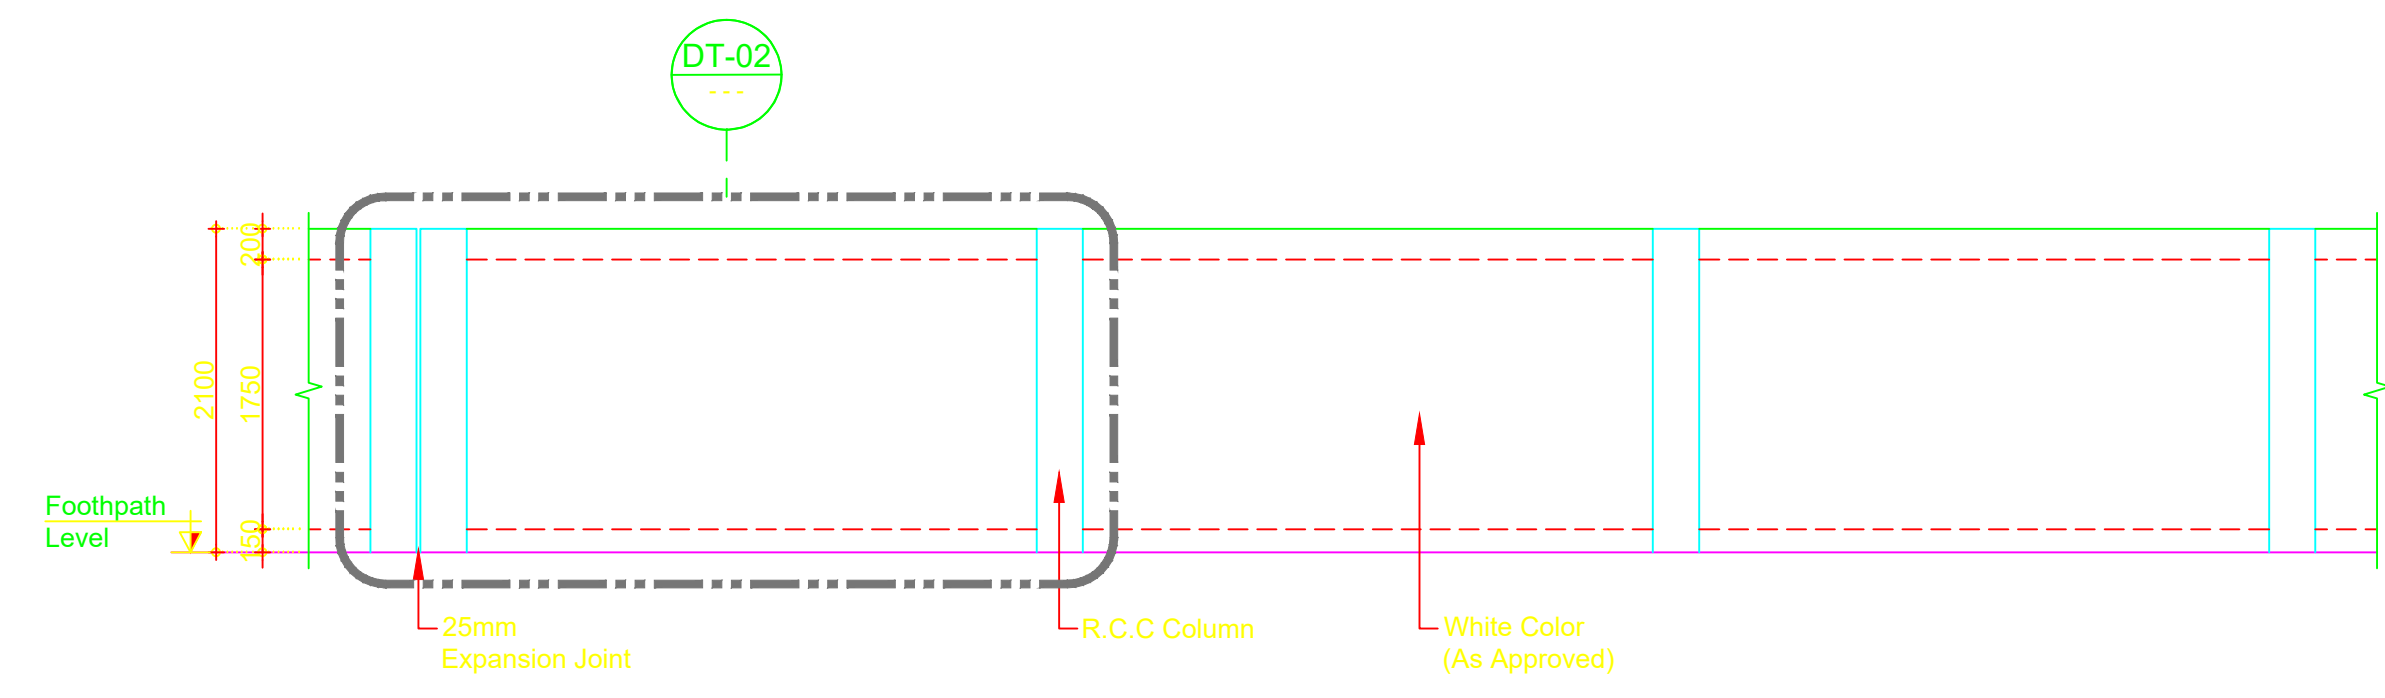 DT-02
- - -
200
2100
1750
150
Foothpath
Level
25mm
Expansion Joint
R.C.C Column
White Color
(As Approved)